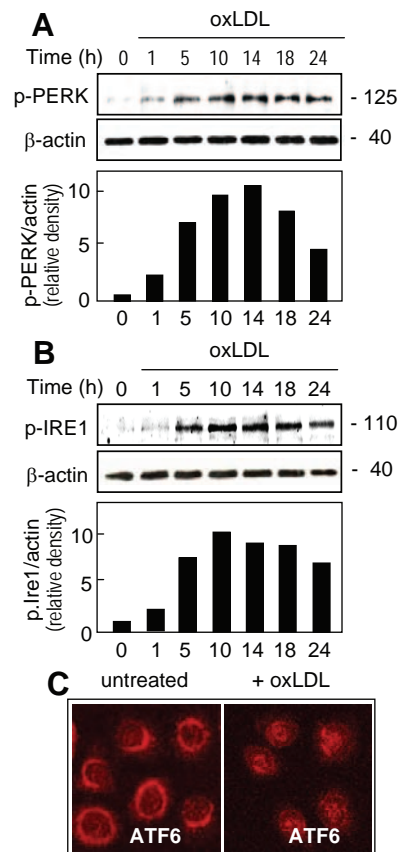 A
oxLDL
Time (h) 0 1 5 10 14 18 24
p-PERK - 125
β-actin - 40
p-PERK/actin
(relative density)
10
5
0
0 1 5 10 14 18 24
B
oxLDL
Time (h) 0 1 5 10 14 18 24
p-IRE1 - 110
β-actin - 40
p.Ire1/actin
(relative density)
10
5
0
0 1 5 10 14 18 24
C
untreated + oxLDL
ATF6 ATF6